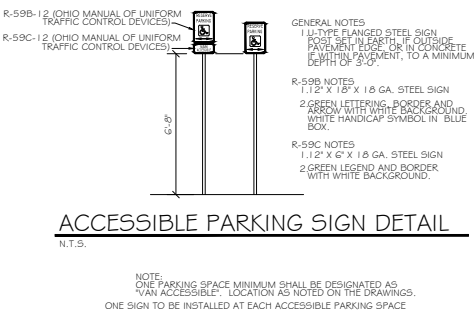 R-59B-12 (OHIO MANUAL OF UNIFORM
TRAFFIC CONTROL DEVICES)
R-59C-12 (OHIO MANUAL OF UNIFORM
TRAFFIC CONTROL DEVICES)
RESERVED
PARKING
RESERVED
PARKING
6'-8"
GENERAL NOTES
1.U-TYPE FLANGED STEEL SIGN
POST SET IN EARTH, IF OUTSIDE
PAVEMENT EDGE, OR IN CONCRETE
IF WITHIN PAVEMENT, TO A MINIMUM
DEPTH OF 3'-0".
R-59B NOTES
1.12" X 18" X 18 GA. STEEL SIGN
2.GREEN LETTERING, BORDER AND
ARROW WITH WHITE BACKGROUND.
WHITE HANDICAP SYMBOL IN BLUE
BOX.
R-59C NOTES
1.12" X 6" X 18 GA. STEEL SIGN
2.GREEN LEGEND AND BORDER
WITH WHITE BACKGROUND.
ACCESSIBLE PARKING SIGN DETAIL
N.T.S.
NOTE:
ONE PARKING SPACE MINIMUM SHALL BE DESIGNATED AS
"VAN ACCESSIBLE". LOCATION AS NOTED ON THE DRAWINGS.
ONE SIGN TO BE INSTALLED AT EACH ACCESSIBLE PARKING SPACE